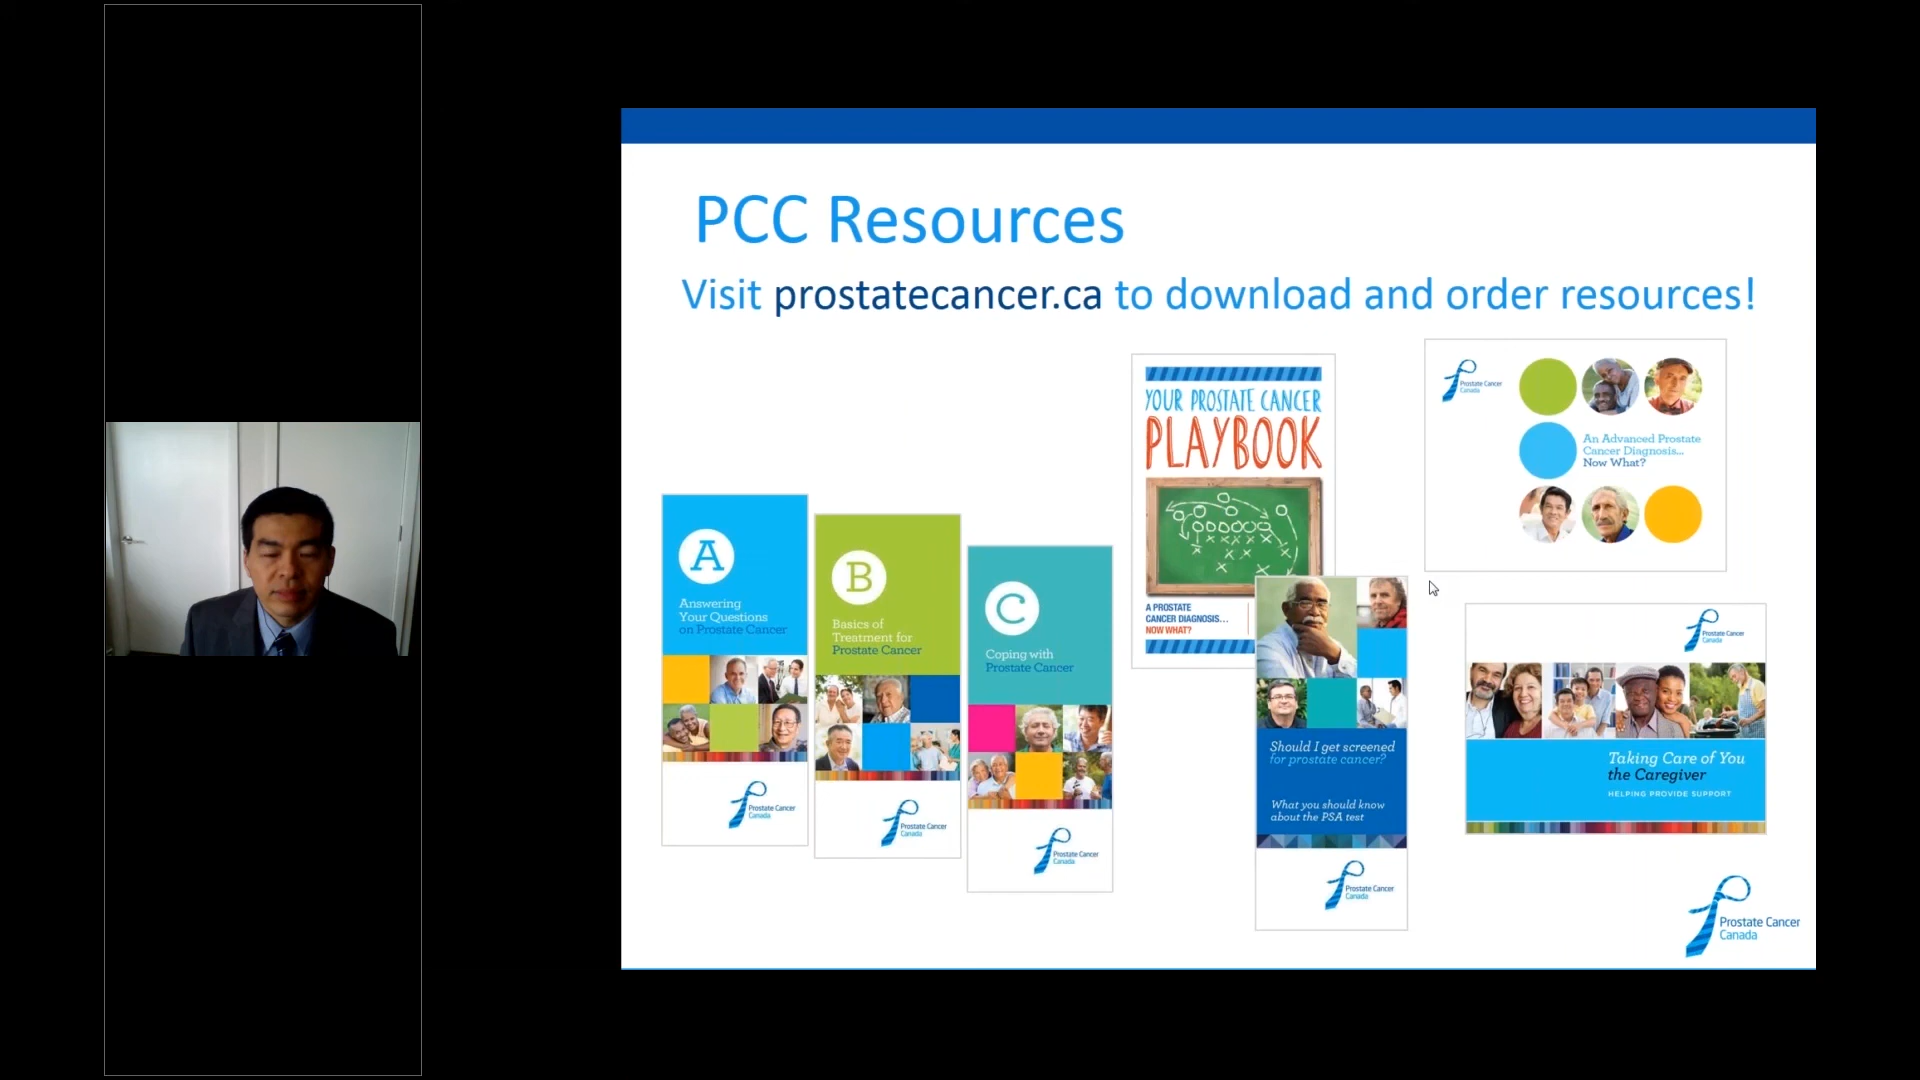 PCC Resources
Visit prostatecancer.ca to download and order resources!
A
Answering
Your Questions
on Prostate Cancer
Prostate Cancer
Canada
B
Basics of
Treatment for
Prostate Cancer
Prostate Cancer
Canada
C
Coping with
Prostate Cancer
Prostate Cancer
Canada
YOUR PROSTATE CANCER
PLAYBOOK
A PROSTATE
CANCER DIAGNOSIS...
NOW WHAT?
Should I get screened
for prostate cancer?
What you should know
about the PSA test
Prostate Cancer
Canada
Prostate Cancer
Canada
An Advanced Prostate
Cancer Diagnosis...
Now What?
Prostate Cancer
Canada
Taking Care of You
the Caregiver
HELPING PROVIDE SUPPORT
Prostate Cancer
Canada